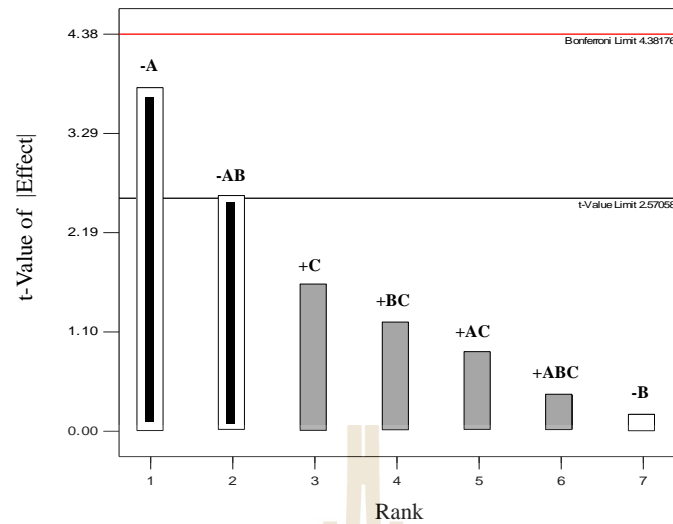 4.38
Bonferroni Limit 4.38176
-A
3.29
-AB
t-Value Limit 2.57058
2.19
+C
+BC
1.10
+AC
+ABC
-B
0.00
1 2 3 4 5 6 7
Rank
t-Value of |Effect|